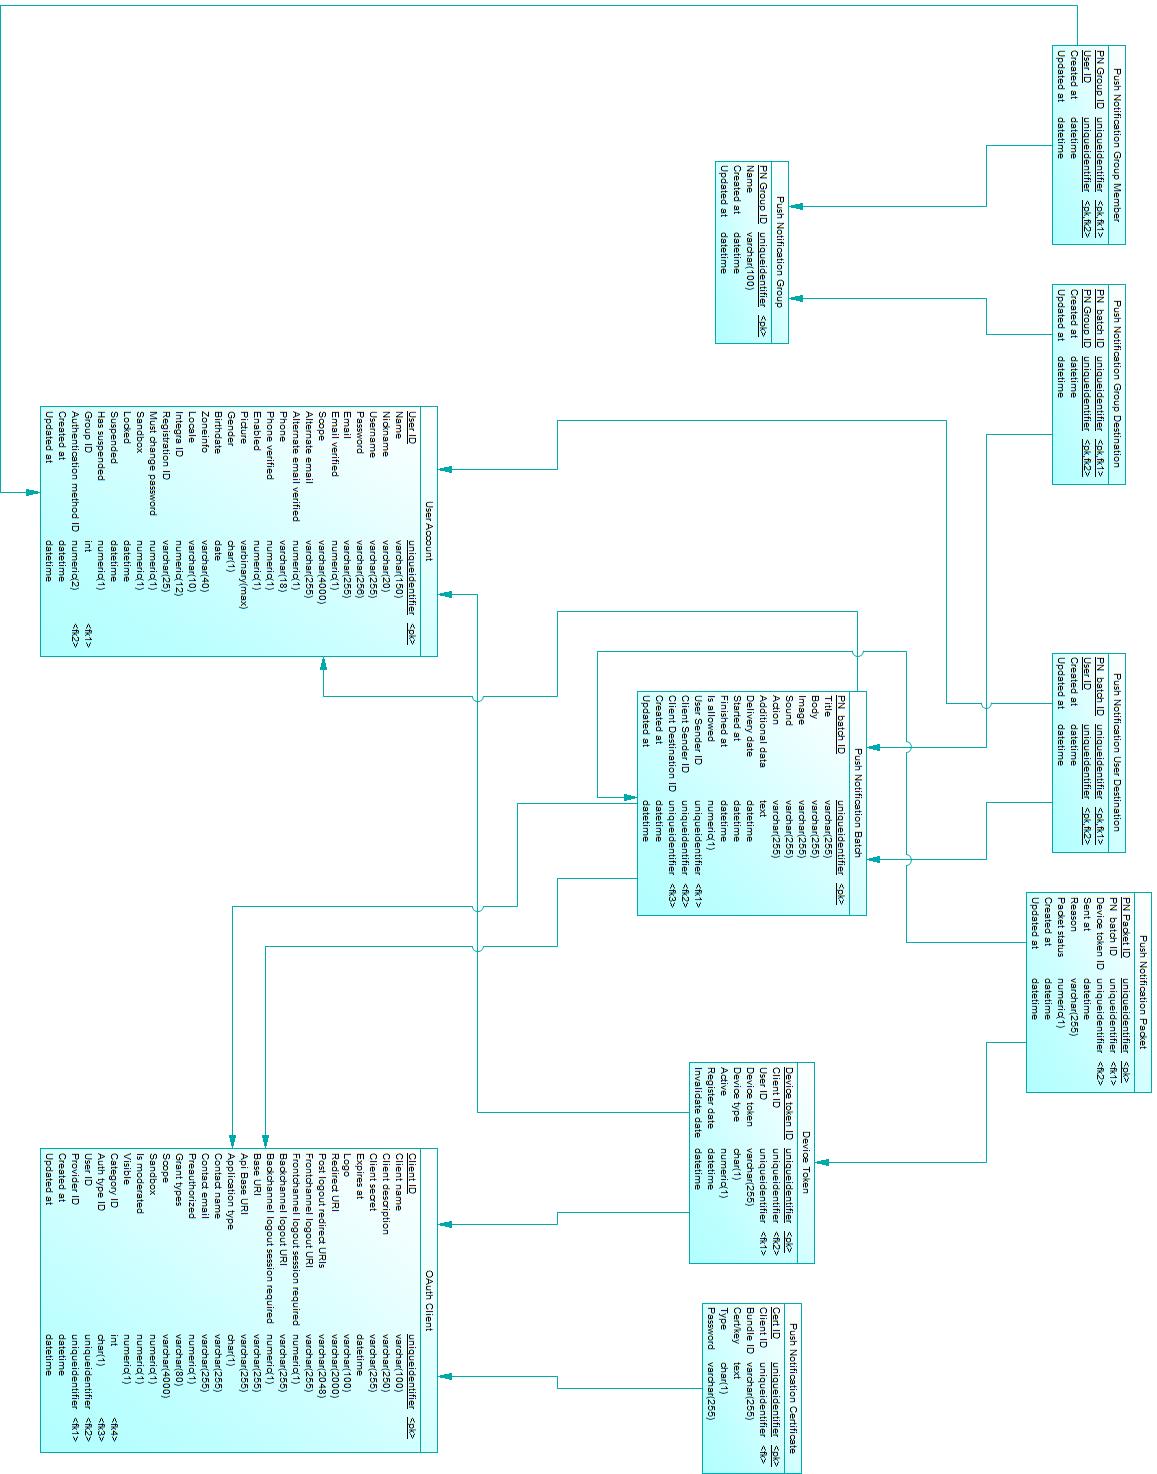 Push Notification Group Member
PN Group ID uniqueidentifier <pk,fk1>
User ID uniqueidentifier <pk,fk2>
Created at datetime
Updated at datetime
Push Notification Group Destination
PN_batch ID uniqueidentifier <pk,fk1>
PN Group ID uniqueidentifier <pk,fk2>
Created at datetime
Updated at datetime
Push Notification User Destination
PN_batch ID uniqueidentifier <pk,fk1>
User ID uniqueidentifier <pk,fk2>
Created at datetime
Updated at datetime
Push Notification Packet
PN Packet ID uniqueidentifier <pk>
PN_batch ID uniqueidentifier <fk1>
Device token ID uniqueidentifier <fk2>
Sent at datetime
Reason varchar(255)
Packet status numeric(1)
Created at datetime
Updated at datetime
Push Notification Group
PN Group ID uniqueidentifier <pk>
Name varchar(100)
Created at datetime
Updated at datetime
Push Notification Batch
PN_batch ID uniqueidentifier <pk>
Title varchar(255)
Body varchar(255)
Image varchar(255)
Sound varchar(255)
Action varchar(255)
Additional data text
Delivery date datetime
Started at datetime
Finished at datetime
Is allowed numeric(1)
User Sender ID uniqueidentifier <fk1>
Client Sender ID uniqueidentifier <fk2>
Client Destination ID uniqueidentifier <fk3>
Created at datetime
Updated at datetime
Device Token
Device token ID uniqueidentifier <pk>
Client ID uniqueidentifier <fk2>
User ID uniqueidentifier <fk1>
Device token varchar(255)
Device type char(1)
Active numeric(1)
Register date datetime
Invalidate date datetime
Push Notification Certificate
Cert ID uniqueidentifier <pk>
Client ID uniqueidentifier <fk>
Bundle ID varchar(255)
Cert/key text
Type char(1)
Password varchar(255)
User Account
User ID uniqueidentifier <pk>
Name varchar(150)
Nickname varchar(20)
Username varchar(255)
Password varchar(256)
Email varchar(255)
Email verified numeric(1)
Scope varchar(4000)
Alternate email varchar(255)
Alternate email verified numeric(1)
Phone varchar(18)
Phone verified numeric(1)
Enabled numeric(1)
Picture varbinary(max)
Gender char(1)
Birthdate date
Zoneinfo varchar(40)
Locale varchar(10)
Integra ID numeric(12)
Registration ID varchar(25)
Must change password numeric(1)
Sandbox numeric(1)
Locked datetime
Suspended datetime
Has suspended numeric(1)
Group ID int <fk1>
Authentication method ID numeric(2) <fk2>
Created at datetime
Updated at datetime
OAuth Client
Client ID uniqueidentifier <pk>
Client name varchar(100)
Client description varchar(250)
Client secret varchar(255)
Expires at datetime
Logo varchar(100)
Redirect URI varchar(2000)
Post logout redirect URIs varchar(2048)
Frontchannel logout URI varchar(255)
Frontchannel logout session required numeric(1)
Backchannel logout URI varchar(255)
Backchannel logout session required numeric(1)
Base URI varchar(255)
Api Base URI varchar(255)
Application type char(1)
Contact name varchar(255)
Contact email varchar(255)
Preauthorized numeric(1)
Grant types varchar(80)
Scope varchar(4000)
Sandbox numeric(1)
Is moderated numeric(1)
Visible numeric(1)
Category ID int <fk4>
Auth type ID char(1) <fk3>
User ID uniqueidentifier <fk2>
Provider ID uniqueidentifier <fk1>
Created at datetime
Updated at datetime